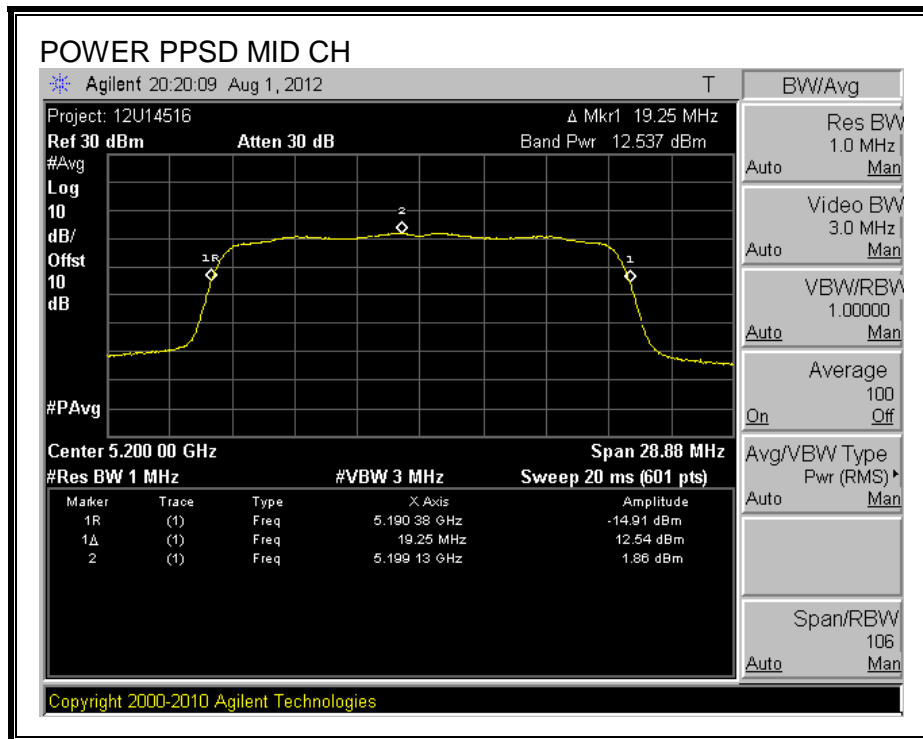 POWER PPSD MID CH
Agilent 20:20:09 Aug 1, 2012 T
Project: 12U14516 Δ Mkr1 19.25 MHz
Ref 30 dBm Atten 30 dB Band Pwr 12.537 dBm
#Avg
Log
10
dB/
Offst
10
dB
#PAvg
2
1R
1
Center 5.200 00 GHz Span 28.88 MHz
#Res BW 1 MHz #VBW 3 MHz Sweep 20 ms (601 pts)
Marker Trace Type X Axis Amplitude
1R (1) Freq 5.190 38 GHz -14.91 dBm
1Δ (1) Freq 19.25 MHz 12.54 dBm
2 (1) Freq 5.199 13 GHz 1.86 dBm
Copyright 2000-2010 Agilent Technologies
BW/Avg
Res BW
1.0 MHz
Auto Man
Video BW
3.0 MHz
Auto Man
VBW/RBW
1.00000
Auto Man
Average
100
On Off
Avg/VBW Type
Pwr (RMS)
Auto Man
Span/RBW
106
Auto Man